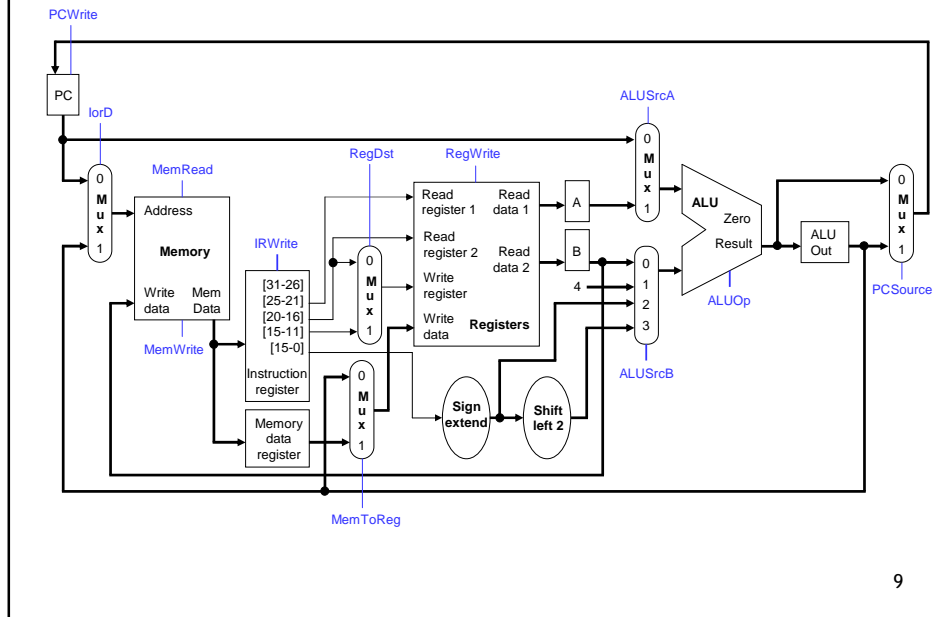 PCWrite
PC
IorD
0
M
u
x
1
MemRead
Address
Memory
Write
data
Mem
Data
MemWrite
IRWrite
[31-26]
[25-21]
[20-16]
[15-11]
[15-0]
Instruction
register
Memory
data
register
RegDst
0
M
u
x
1
0
M
u
x
1
MemToReg
RegWrite
Read
register 1
Read
data 1
Read
register 2
Read
data 2
Write
register
Write
data
Registers
Sign
extend
Shift
left 2
A
B
4
ALUSrcA
0
M
u
x
1
0
1
2
3
ALUSrcB
ALU
Zero
Result
ALUOp
ALU
Out
0
M
u
x
1
PCSource
9